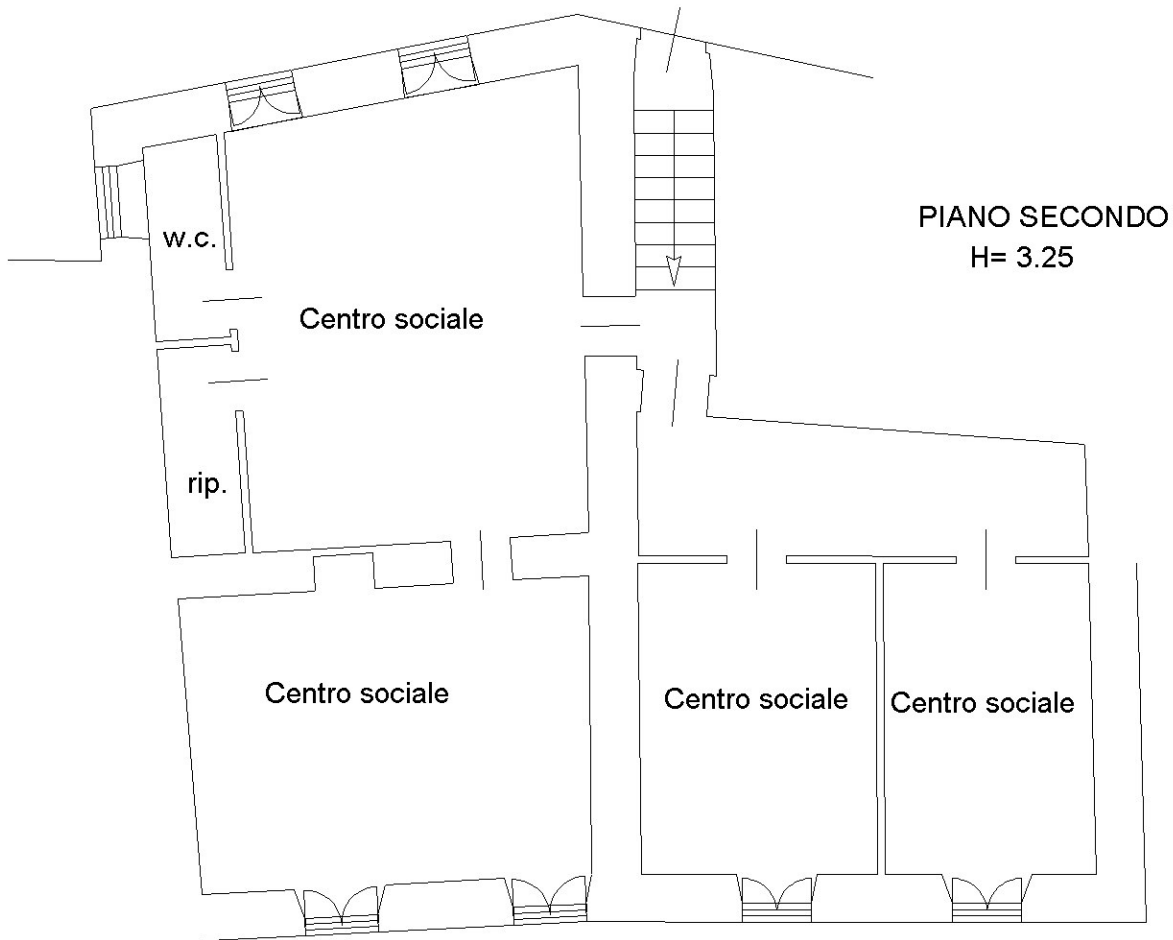 PIANO SECONDO
H= 3.25
w.c.
Centro sociale
rip.
Centro sociale
Centro sociale
Centro sociale